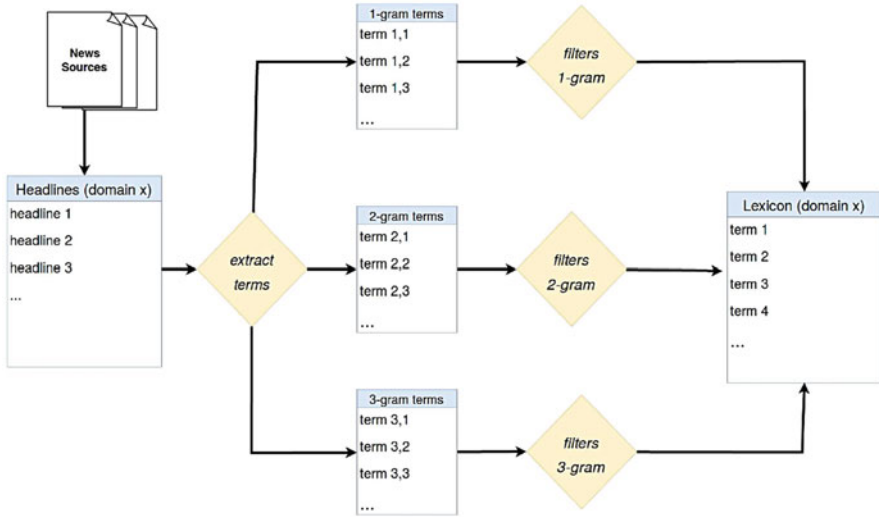 News
Sources
Headlines (domain x)
headline 1
headline 2
headline 3
...
extract
terms
1-gram terms
term 1,1
term 1,2
term 1,3
...
filters
1-gram
2-gram terms
term 2,1
term 2,2
term 2,3
...
filters
2-gram
3-gram terms
term 3,1
term 3,2
term 3,3
...
filters
3-gram
Lexicon (domain x)
term 1
term 2
term 3
term 4
...